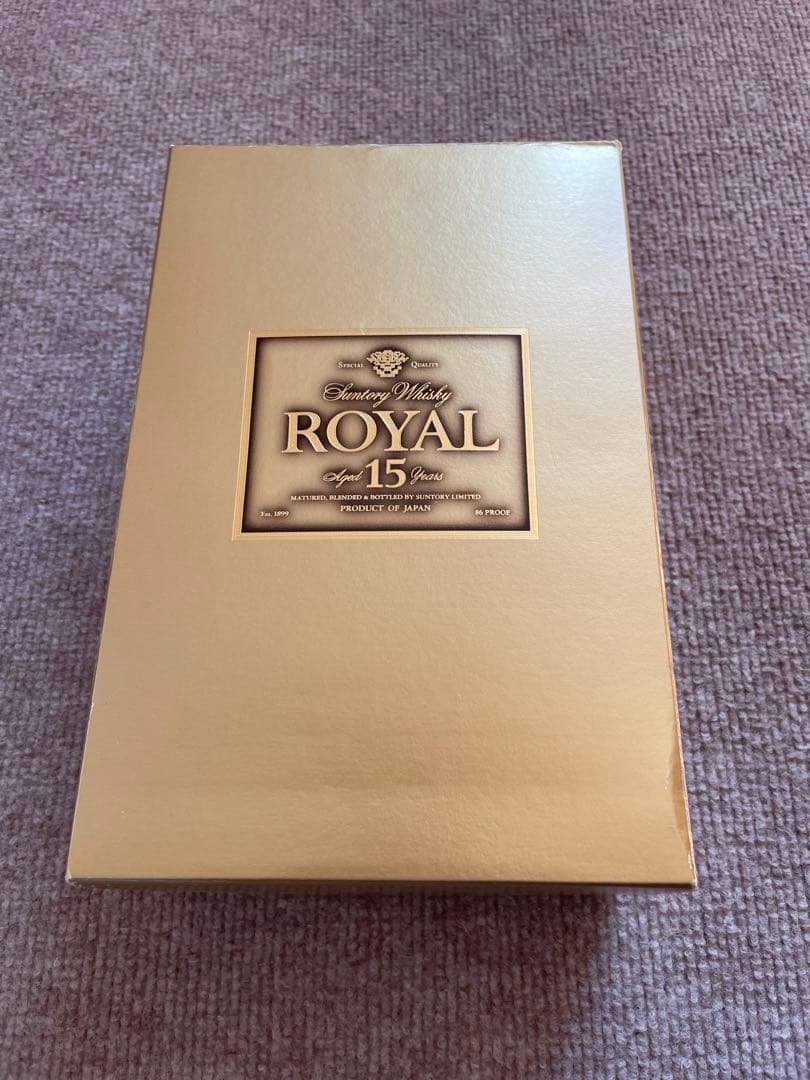 SPECIAL QUALITY
Suntory Whisky
ROYAL
Aged 15 Years
MATURED, BLENDED & BOTTLED BY SUNTORY LIMITED
PRODUCT OF JAPAN
Est. 1899 86 PROOF